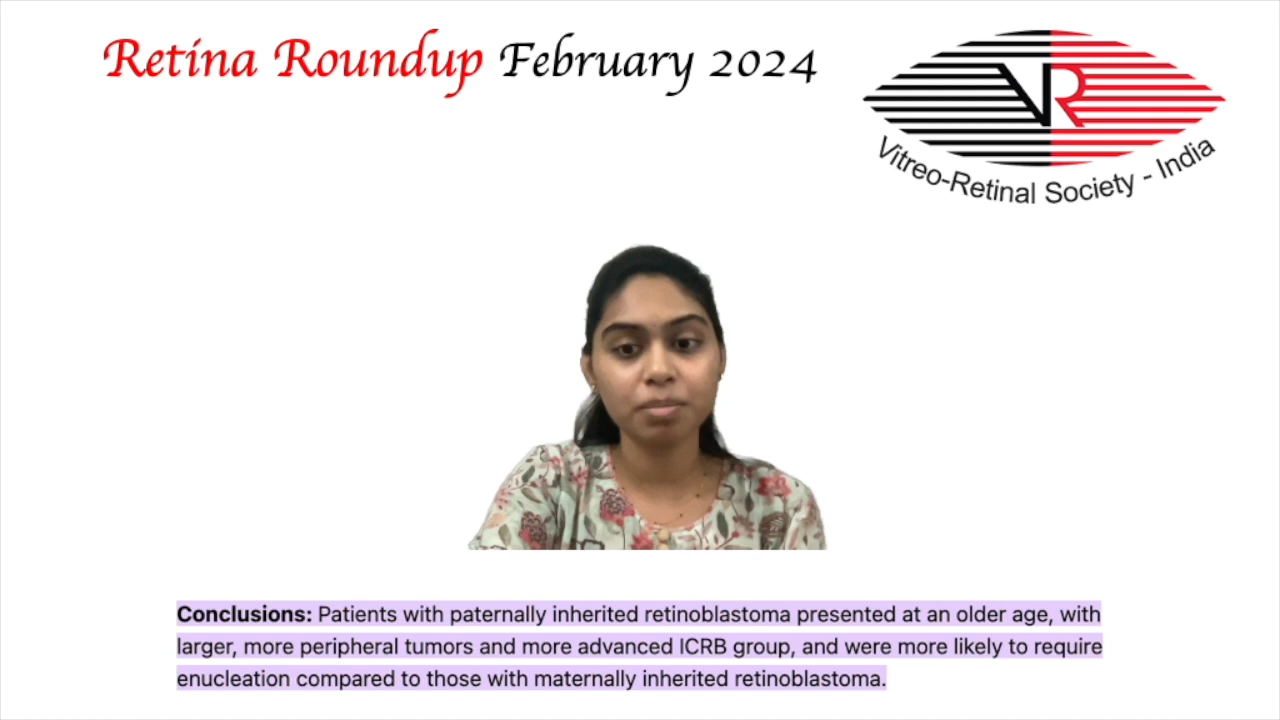 Retina Roundup February 2024
VR
Vitreo-Retinal Society - India
Conclusions: Patients with paternally inherited retinoblastoma presented at an older age, with
larger, more peripheral tumors and more advanced ICRB group, and were more likely to require
enucleation compared to those with maternally inherited retinoblastoma.